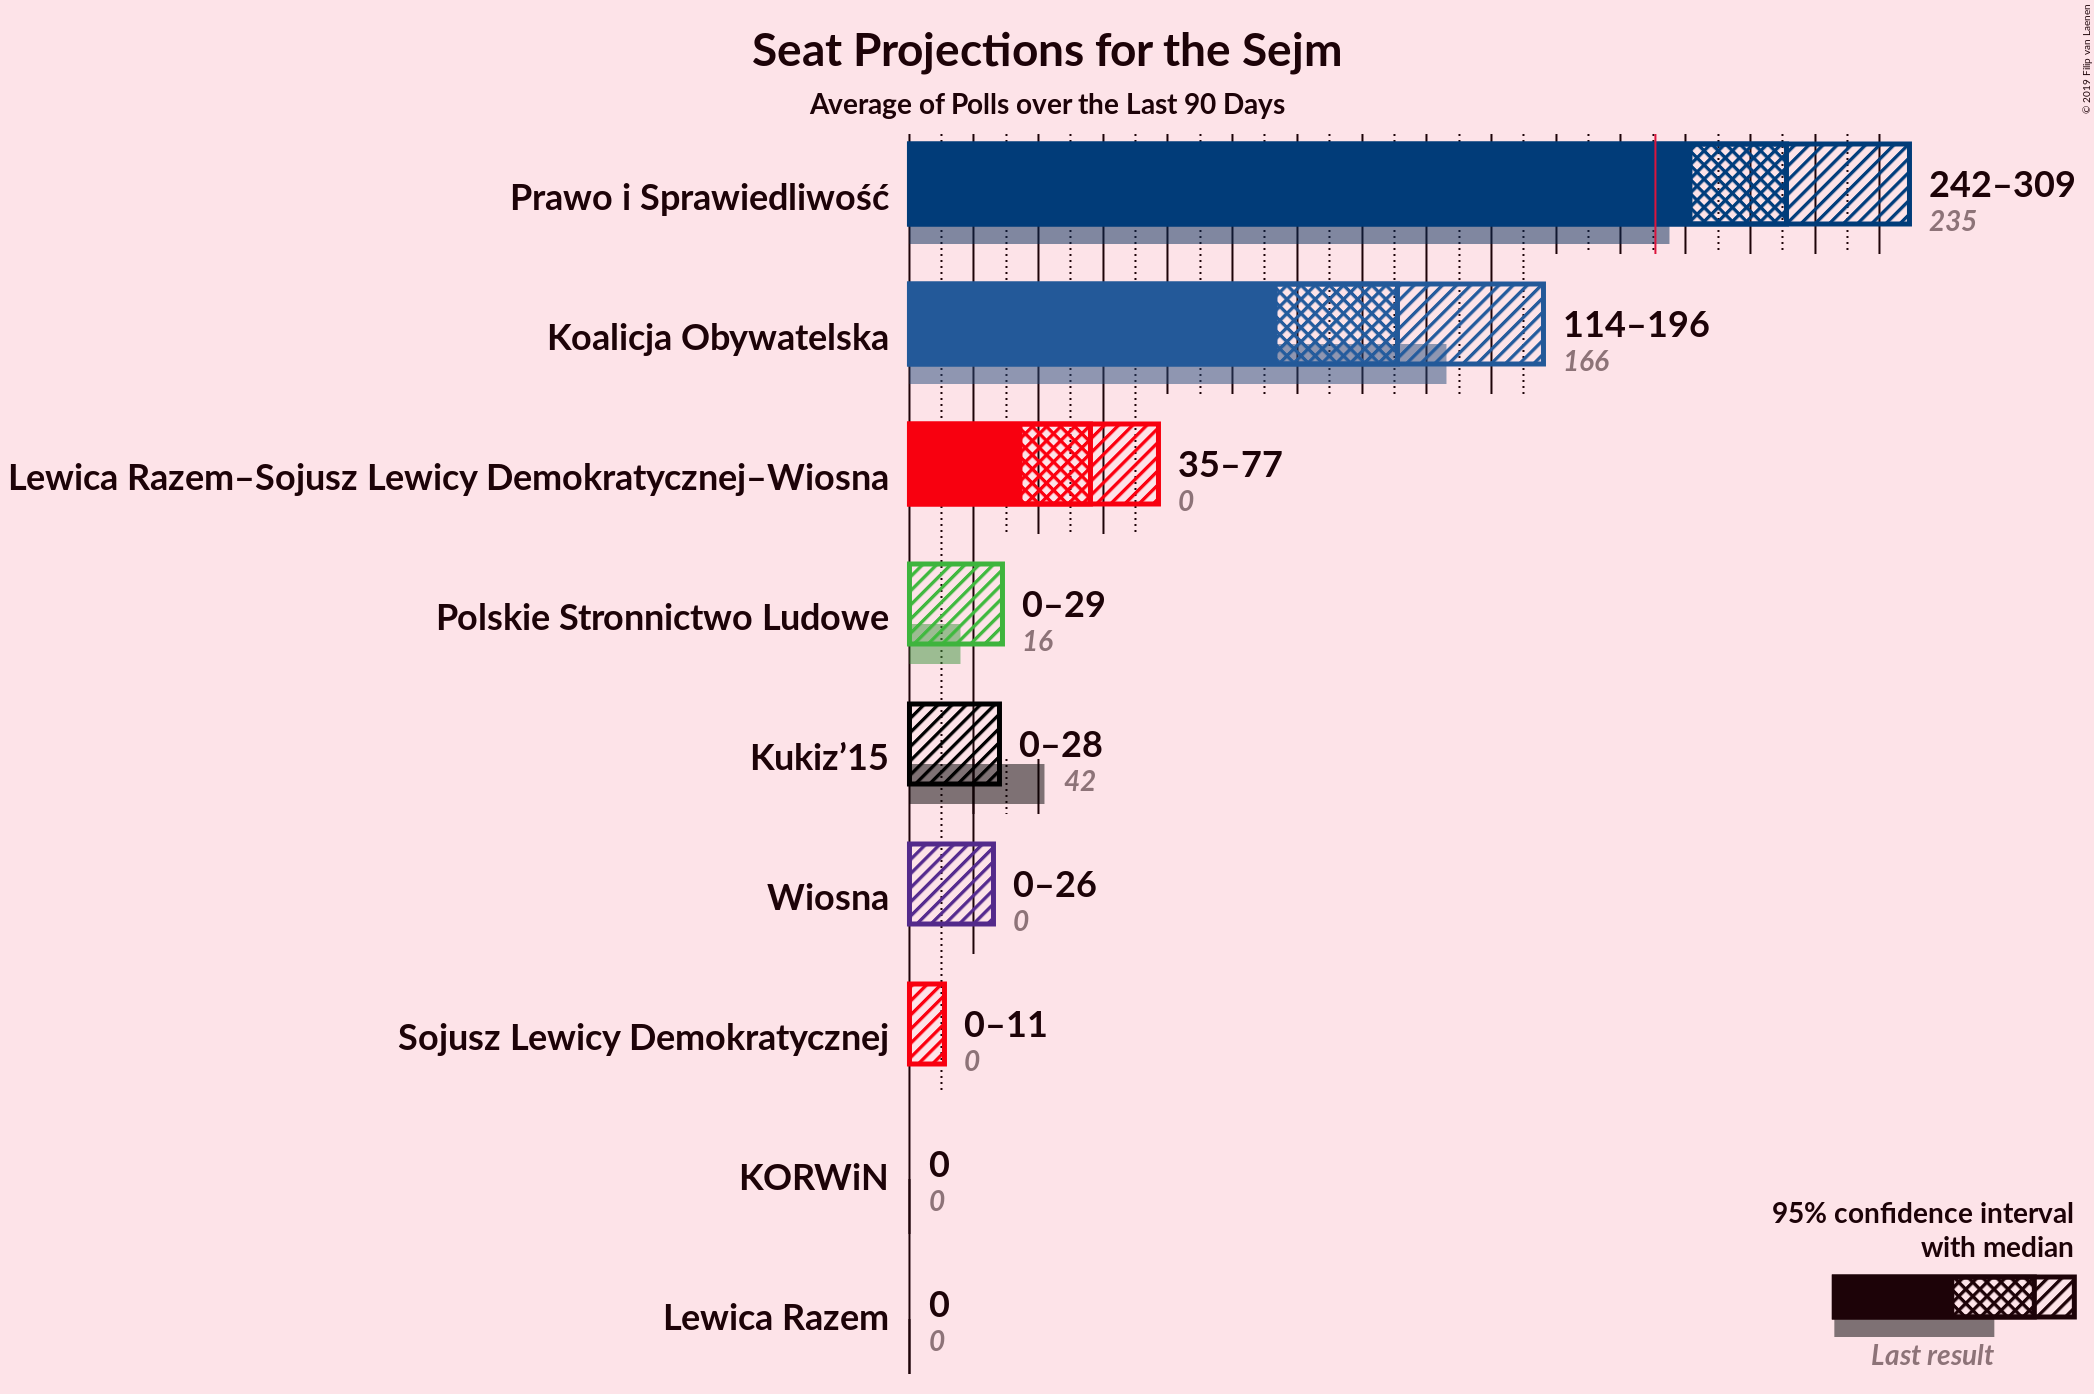 Seat Projections for the Sejm
Average of Polls over the Last 90 Days
© 2019 Filip van Laenen
Prawo i Sprawiedliwość
242–309
235
Koalicja Obywatelska
114–196
166
Lewica Razem–Sojusz Lewicy Demokratycznej–Wiosna
35–77
0
Polskie Stronnictwo Ludowe
0–29
16
Kukiz’15
0–28
42
Wiosna
0–26
0
Sojusz Lewicy Demokratycznej
0–11
0
KORWiN
0
0
Lewica Razem
0
0
95% confidence interval
with median
Last result